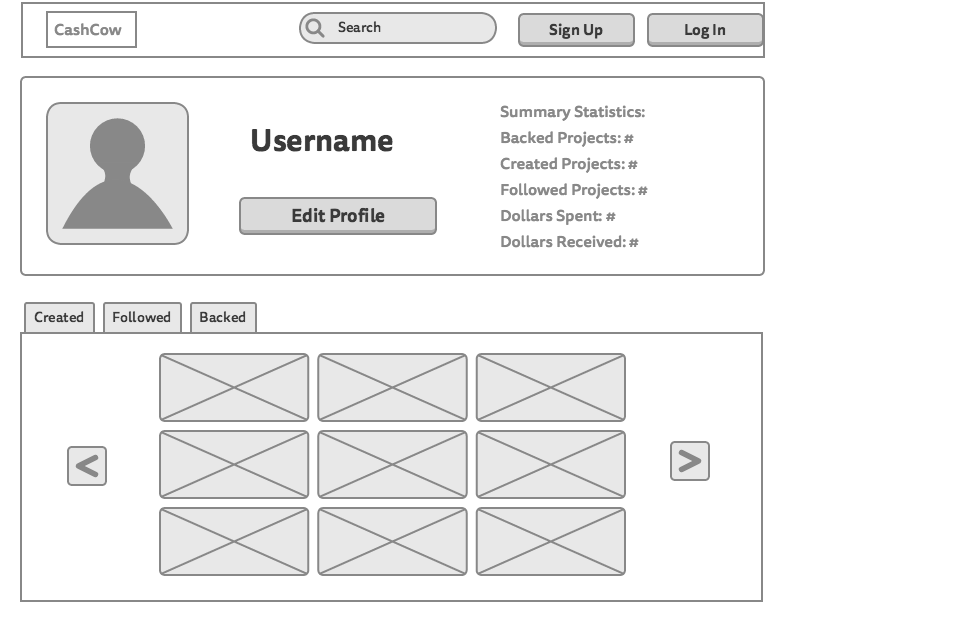 CashCow
Search
Sign Up
Log In
Username
Edit Profile
Summary Statistics:
Backed Projects: #
Created Projects: #
Followed Projects: #
Dollars Spent: #
Dollars Received: #
Created
Followed
Backed
<
>